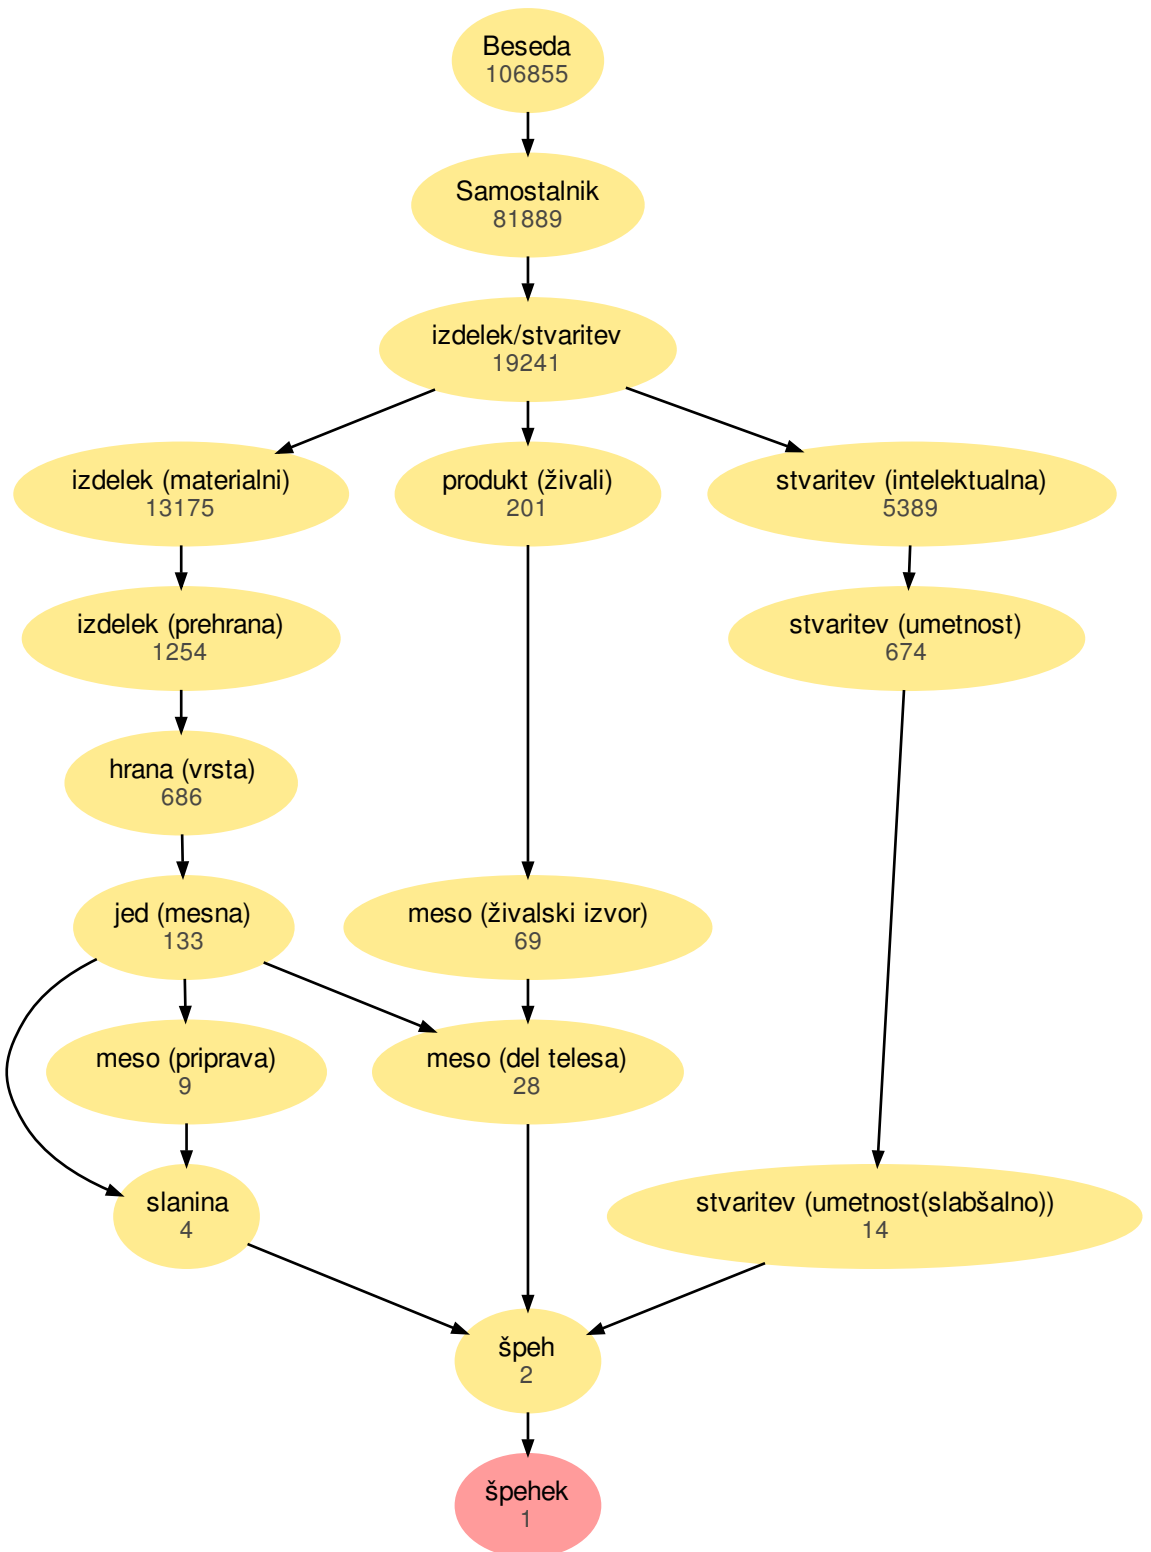 Beseda
106855
Samostalnik
81889
izdelek/stvaritev
19241
izdelek (materialni)
13175
produkt (živali)
201
stvaritev (intelektualna)
5389
izdelek (prehrana)
1254
stvaritev (umetnost)
674
hrana (vrsta)
686
jed (mesna)
133
meso (živalski izvor)
69
meso (priprava)
9
meso (del telesa)
28
slanina
4
stvaritev (umetnost(slabšalno))
14
špeh
2
špehek
1